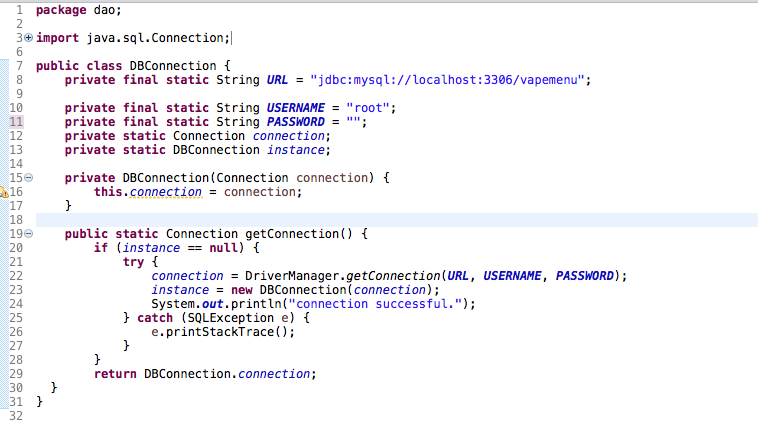 1 package dao;
2
3 import java.sql.Connection;
6
7 public class DBConnection {
8     private final static String URL = "jdbc:mysql://localhost:3306/vapemenu";
9
10     private final static String USERNAME = "root";
11     private final static String PASSWORD = "";
12     private static Connection connection;
13     private static DBConnection instance;
14
15     private DBConnection(Connection connection) {
16         this.connection = connection;
17     }
18
19     public static Connection getConnection() {
20         if (instance == null) {
21             try {
22                 connection = DriverManager.getConnection(URL, USERNAME, PASSWORD);
23                 instance = new DBConnection(connection);
24                 System.out.println("connection successful.");
25             } catch (SQLException e) {
26                 e.printStackTrace();
27             }
28         }
29         return DBConnection.connection;
30   }
31 }
32